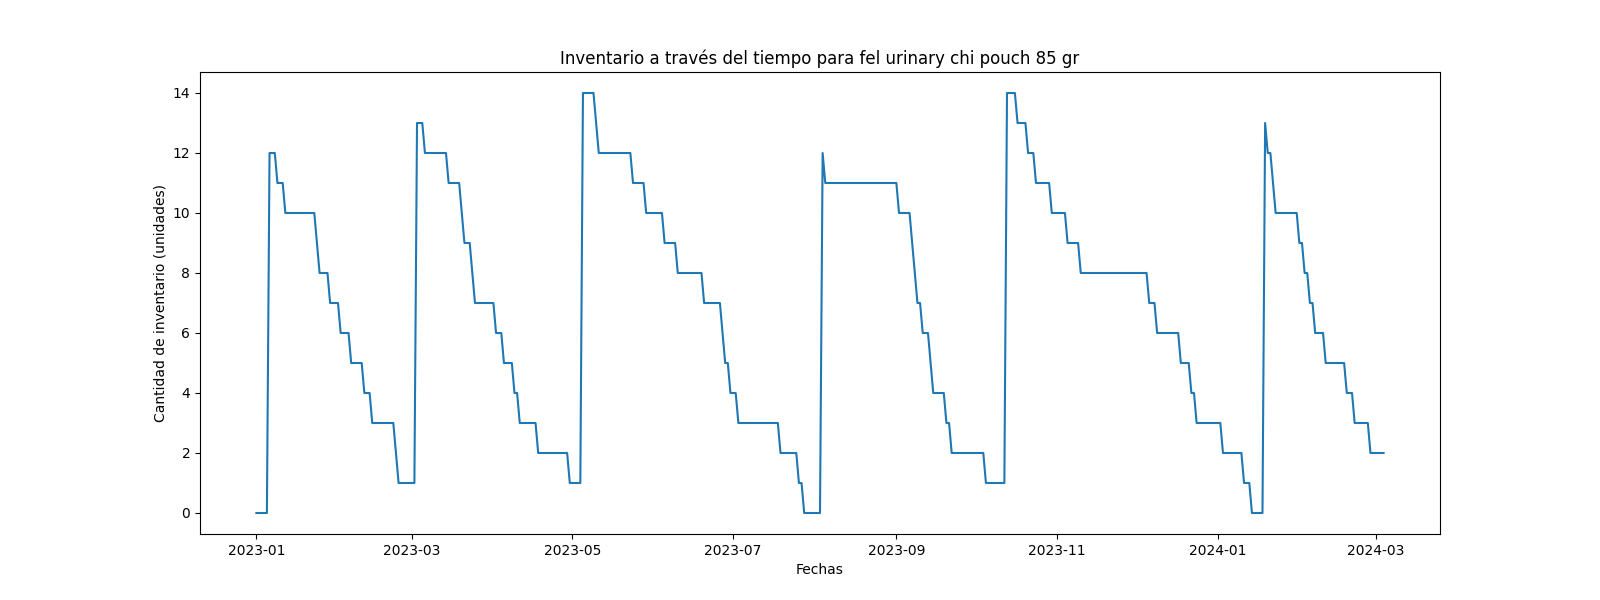 Inventario a través del tiempo para fel urinary chi pouch 85 gr
Cantidad de inventario (unidades)
14
12
10
8
6
4
2
0
2023-01 2023-03 2023-05 2023-07 2023-09 2023-11 2024-01 2024-03
Fechas